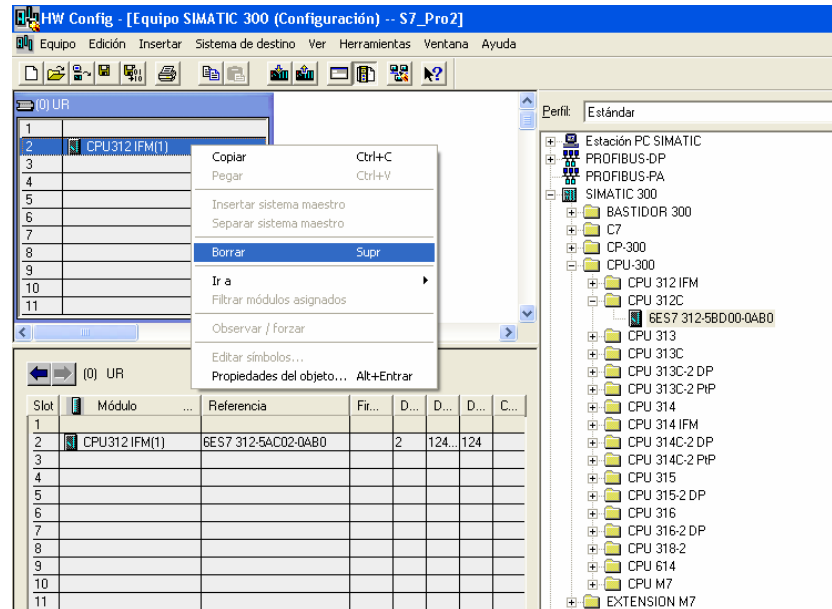 HW Config - [Equipo SIMATIC 300 (Configuración) -- S7_Pro2]
Equipo Edición Insertar Sistema de destino Ver Herramientas Ventana Ayuda
(0) UR
1
2 CPU312 IFM(1)
3
4
5
6
7
8
9
10
11
Copiar Ctrl+C
Pegar Ctrl+V
Insertar sistema maestro
Separar sistema maestro
Borrar Supr
Ir a
Filtrar módulos asignados
Observar / forzar
Editar símbolos...
Propiedades del objeto... Alt+Entrar
Perfil: Estándar
Estación PC SIMATIC
PROFIBUS-DP
PROFIBUS-PA
SIMATIC 300
BASTIDOR 300
C7
CP-300
CPU-300
CPU 312 IFM
CPU 312C
6ES7 312-5BD00-0AB0
CPU 313
CPU 313C
CPU 313C-2 DP
CPU 313C-2 PtP
CPU 314
CPU 314 IFM
CPU 314C-2 DP
CPU 314C-2 PtP
CPU 315
CPU 315-2 DP
CPU 316
CPU 316-2 DP
CPU 318-2
CPU 614
CPU M7
EXTENSION M7
(0) UR
Slot Módulo ... Referencia Fir... D... D... D... C...
1
2 CPU312 IFM(1) 6ES7 312-5AC02-0AB0 2 124... 124
3
4
5
6
7
8
9
10
11